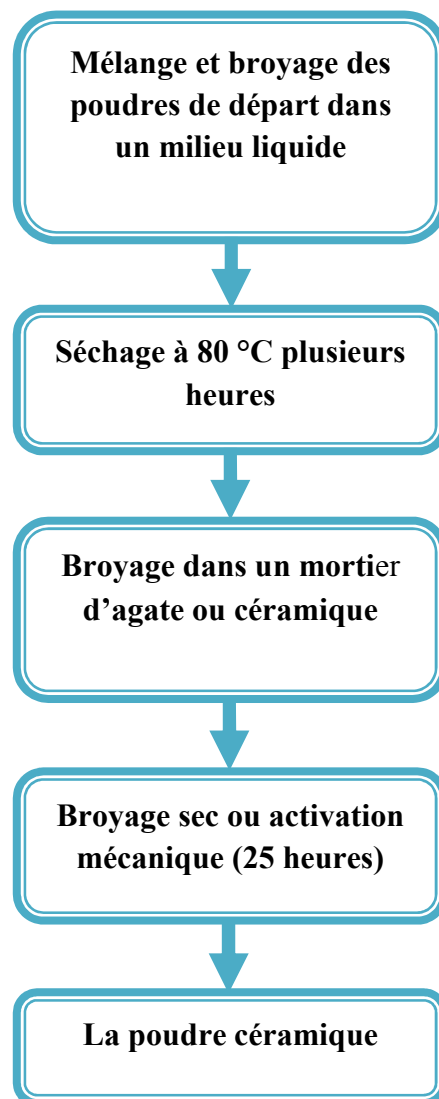 Mélange et broyage des
poudres de départ dans
un milieu liquide
Séchage à 80 °C plusieurs
heures
Broyage dans un mortier
d’agate ou céramique
Broyage sec ou activation
mécanique (25 heures)
La poudre céramique